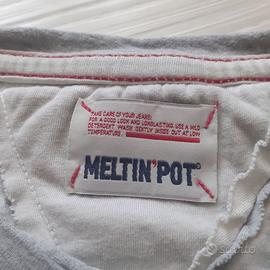 TAKE CARE OF YOUR JEANS:
FOR A GOOD LOOK AND LONGLASTING. USE A MILD
DETERGENT. WASH GENTLY INSIDE OUT AT LOW
TEMPERATURE.
MELTIN'POT®
subito